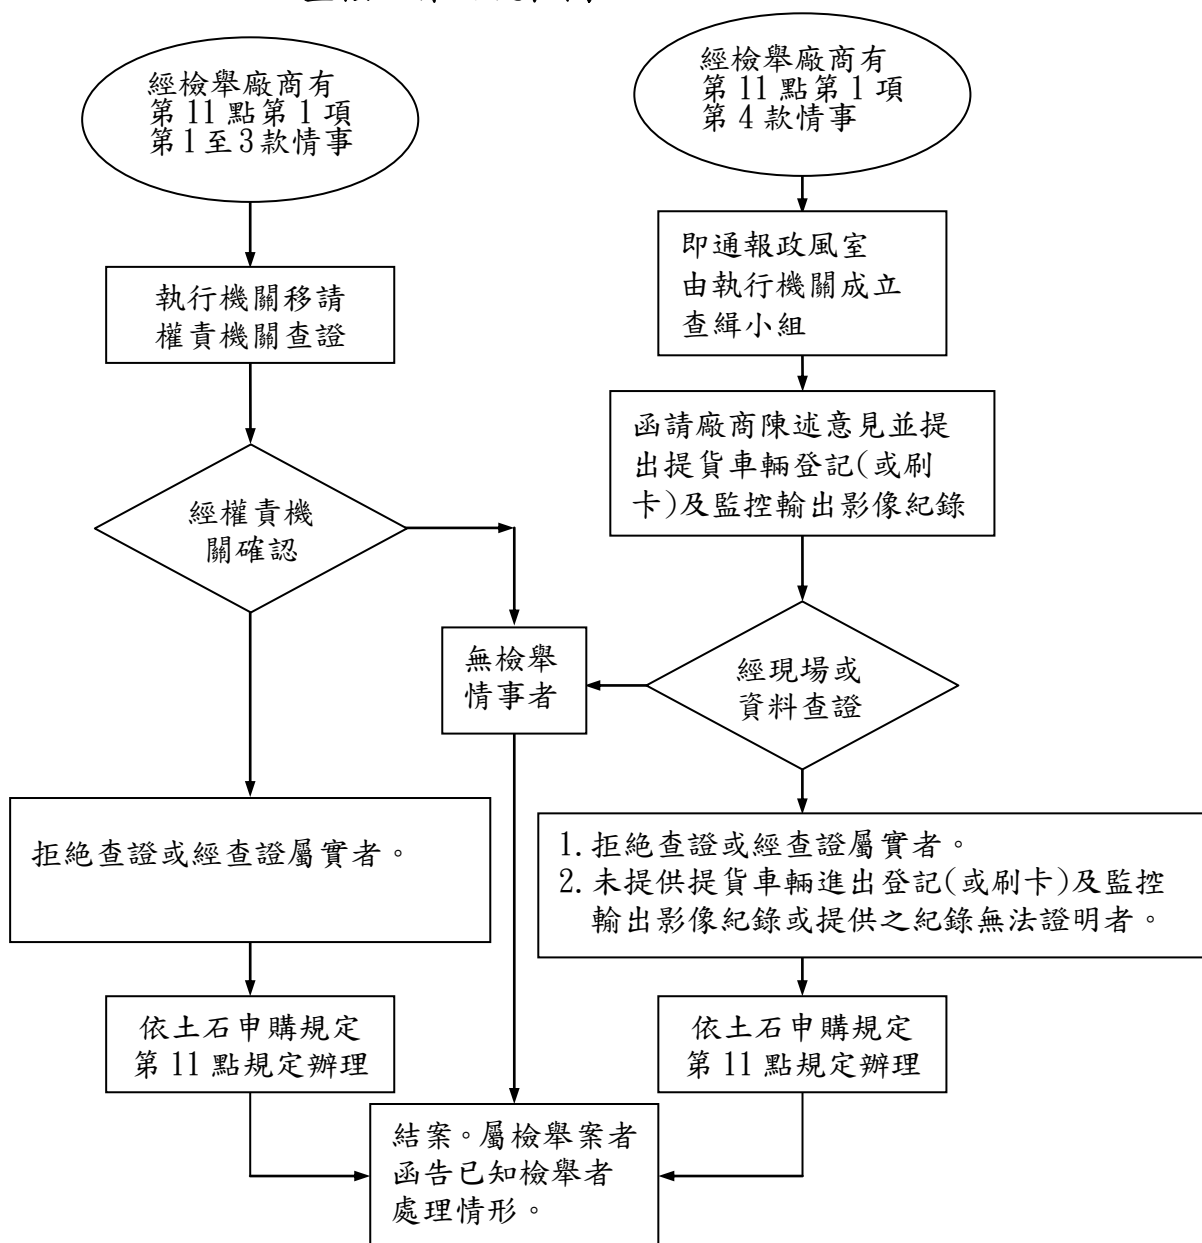 經檢舉廠商有
第11點第1項
第1至3款情事
經檢舉廠商有
第11點第1項
第4款情事
執行機關移請
權責機關查證
即通報政風室
由執行機關成立
查緝小組
函請廠商陳述意見並提
出提貨車輛登記(或刷
卡)及監控輸出影像紀錄
經權責機
關確認
無檢舉
情事者
經現場或
資料查證
拒絕查證或經查證屬實者。
1.拒絕查證或經查證屬實者。
2.未提供提貨車輛進出登記(或刷卡)及監控
輸出影像紀錄或提供之紀錄無法證明者。
依土石申購規定
第11點規定辦理
依土石申購規定
第11點規定辦理
結案。屬檢舉案者
函告已知檢舉者
處理情形。